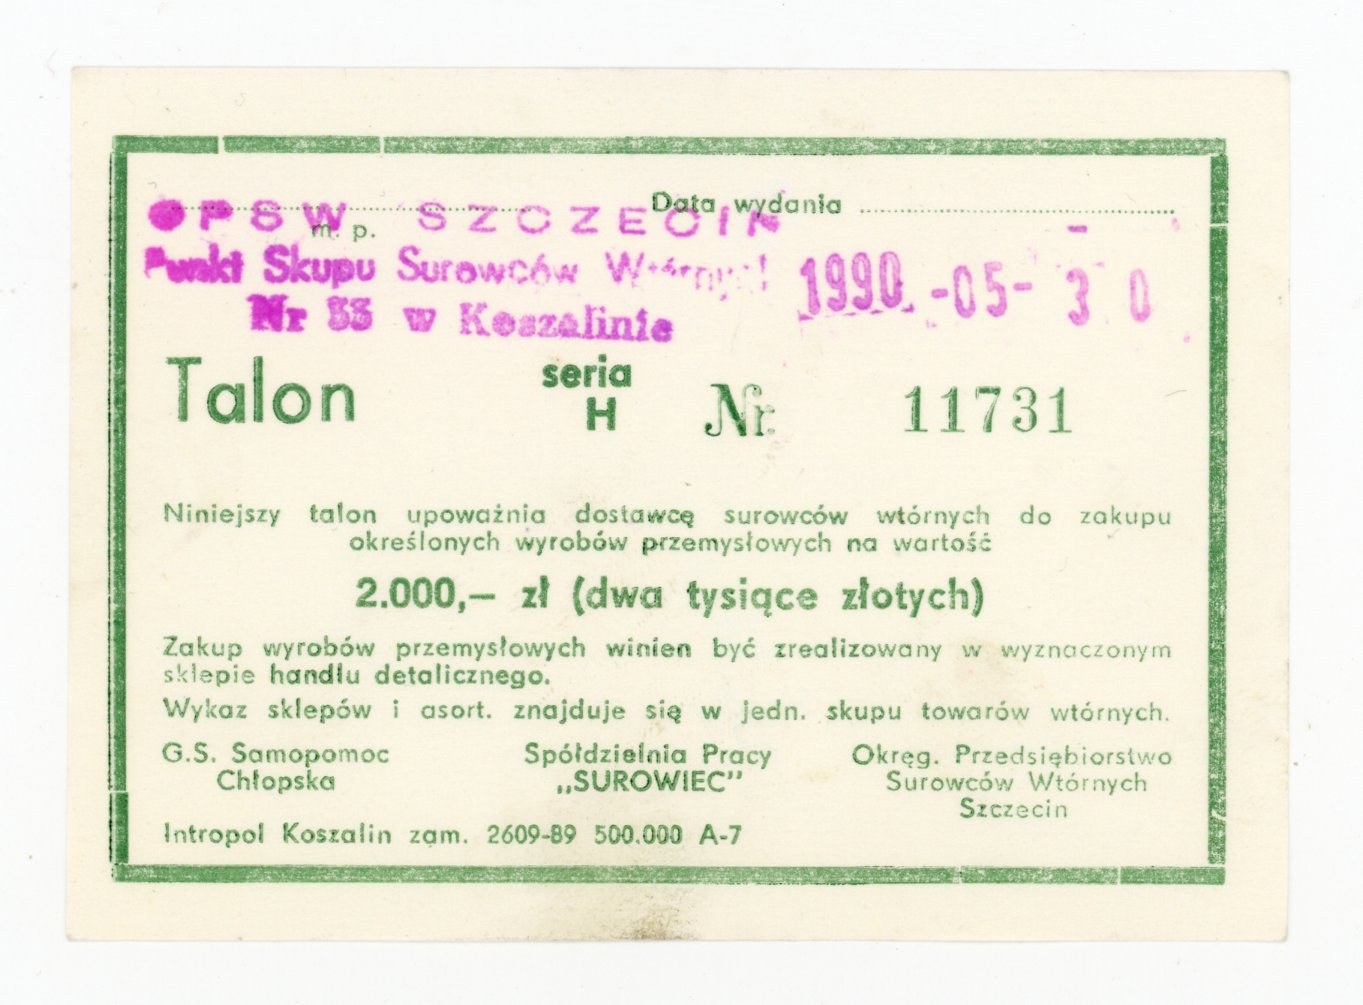 OPSW SZCZECIN
Data wydania
m. p.
Punkt Skupu Surowców Wtórnych
1990 -05- 30
Nr 53 w Koszalinie
Talon seria H Nr 11731
Niniejszy talon upoważnia dostawcę surowców wtórnych do zakupu
określonych wyrobów przemysłowych na wartość
2.000,— zł (dwa tysiące złotych)
Zakup wyrobów przemysłowych winien być zrealizowany w wyznaczonym
sklepie handlu detalicznego.
Wykaz sklepów i asort. znajduje się w jedn. skupu towarów wtórnych.
G.S. Samopomoc
Chłopska
Spółdzielnia Pracy
„SUROWIEC”
Okręg. Przedsiębiorstwo
Surowców Wtórnych
Szczecin
Intropol Koszalin zam. 2609-89 500.000 A-7